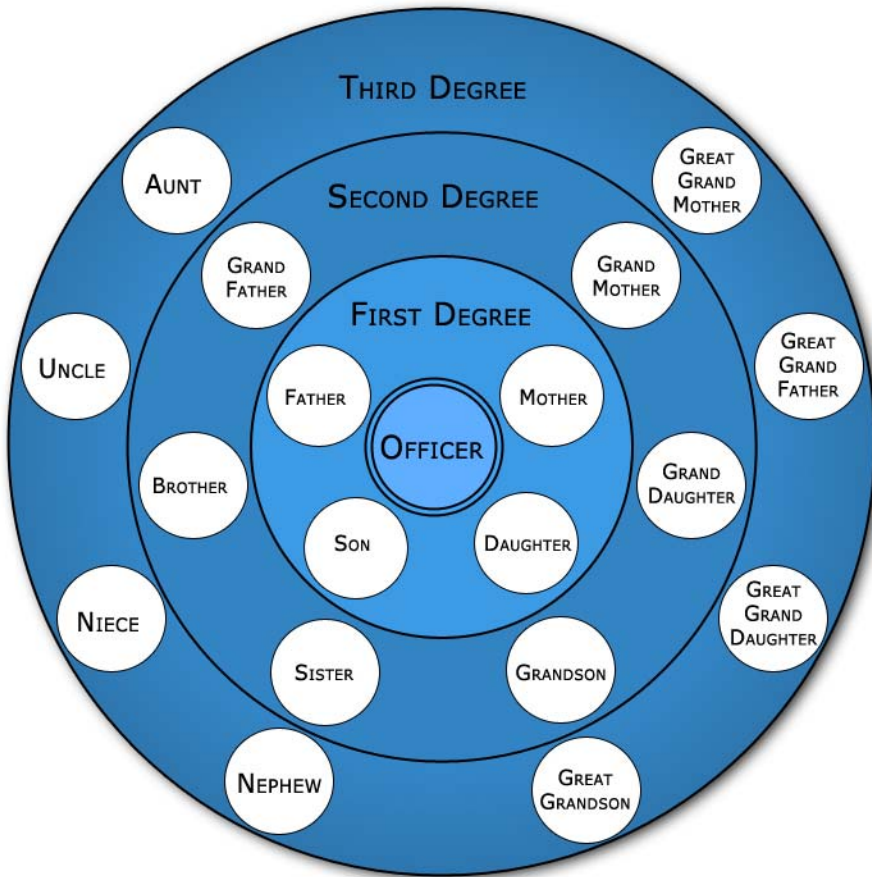 Third Degree
Aunt
Great
Grand
Mother
Second Degree
Grand
Father
Grand
Mother
First Degree
Uncle
Great
Grand
Father
Father
Mother
Officer
Brother
Grand
Daughter
Son
Daughter
Niece
Great
Grand
Daughter
Sister
Grandson
Nephew
Great
Grandson